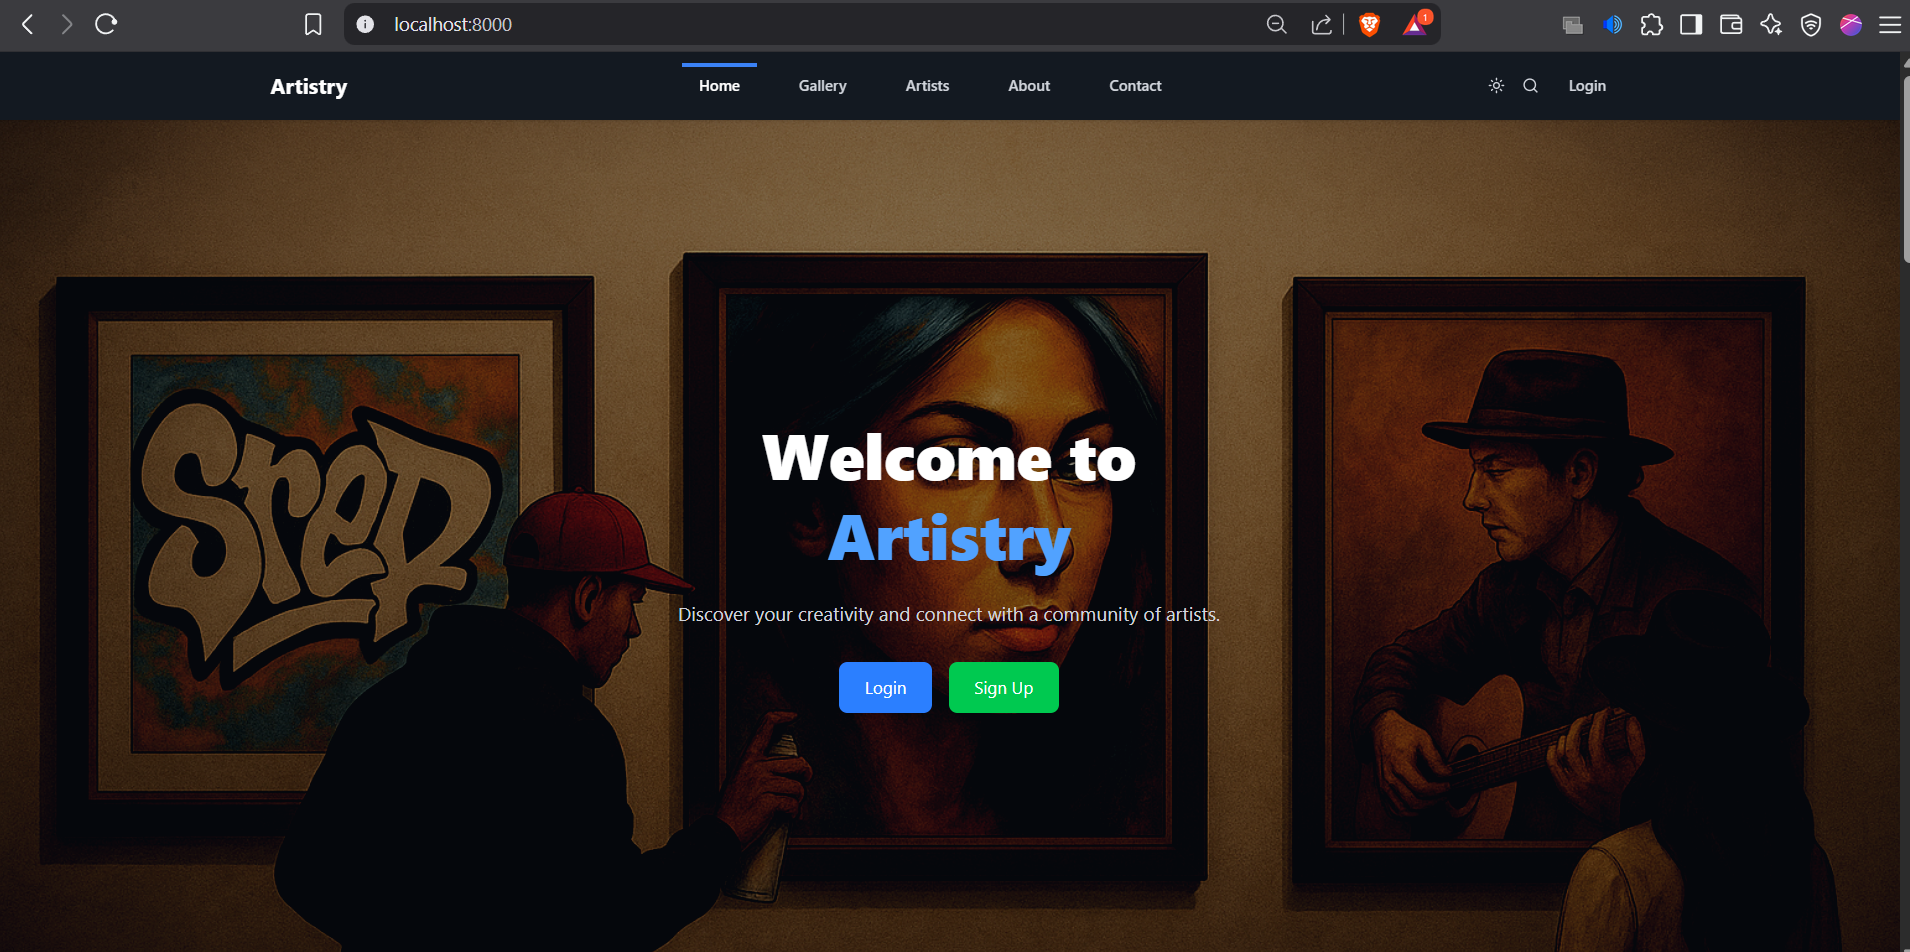 localhost:8000
1
Artistry
Home
Gallery
Artists
About
Contact
Login
Welcome to
Artistry
Discover your creativity and connect with a community of artists.
Login
Sign Up